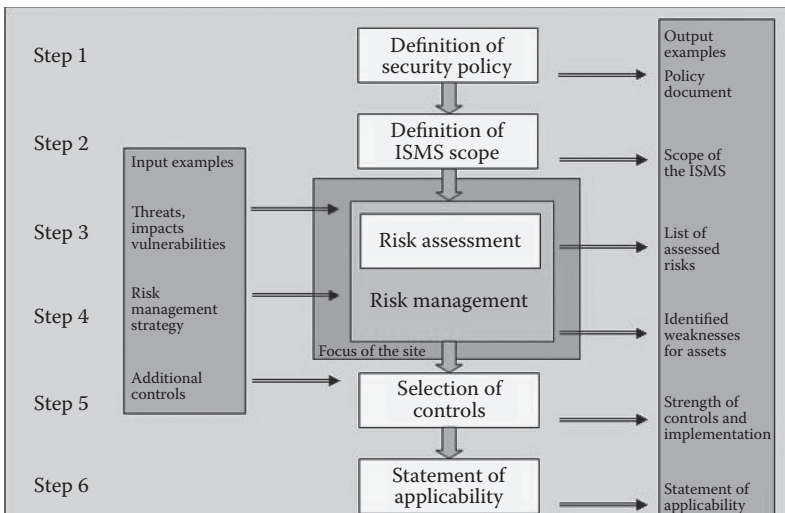 Step 1
Definition of
security policy
Output
examples
Policy
document
Step 2
Definition of
ISMS scope
Scope of
the ISMS
Input examples
Threats,
impacts
vulnerabilities
Step 3
Risk assessment
List of
assessed
risks
Risk
management
strategy
Step 4
Risk management
Identified
weaknesses
for assets
Focus of the site
Additional
controls
Step 5
Selection of
controls
Strength of
controls and
implementation
Step 6
Statement of
applicability
Statement of
applicability